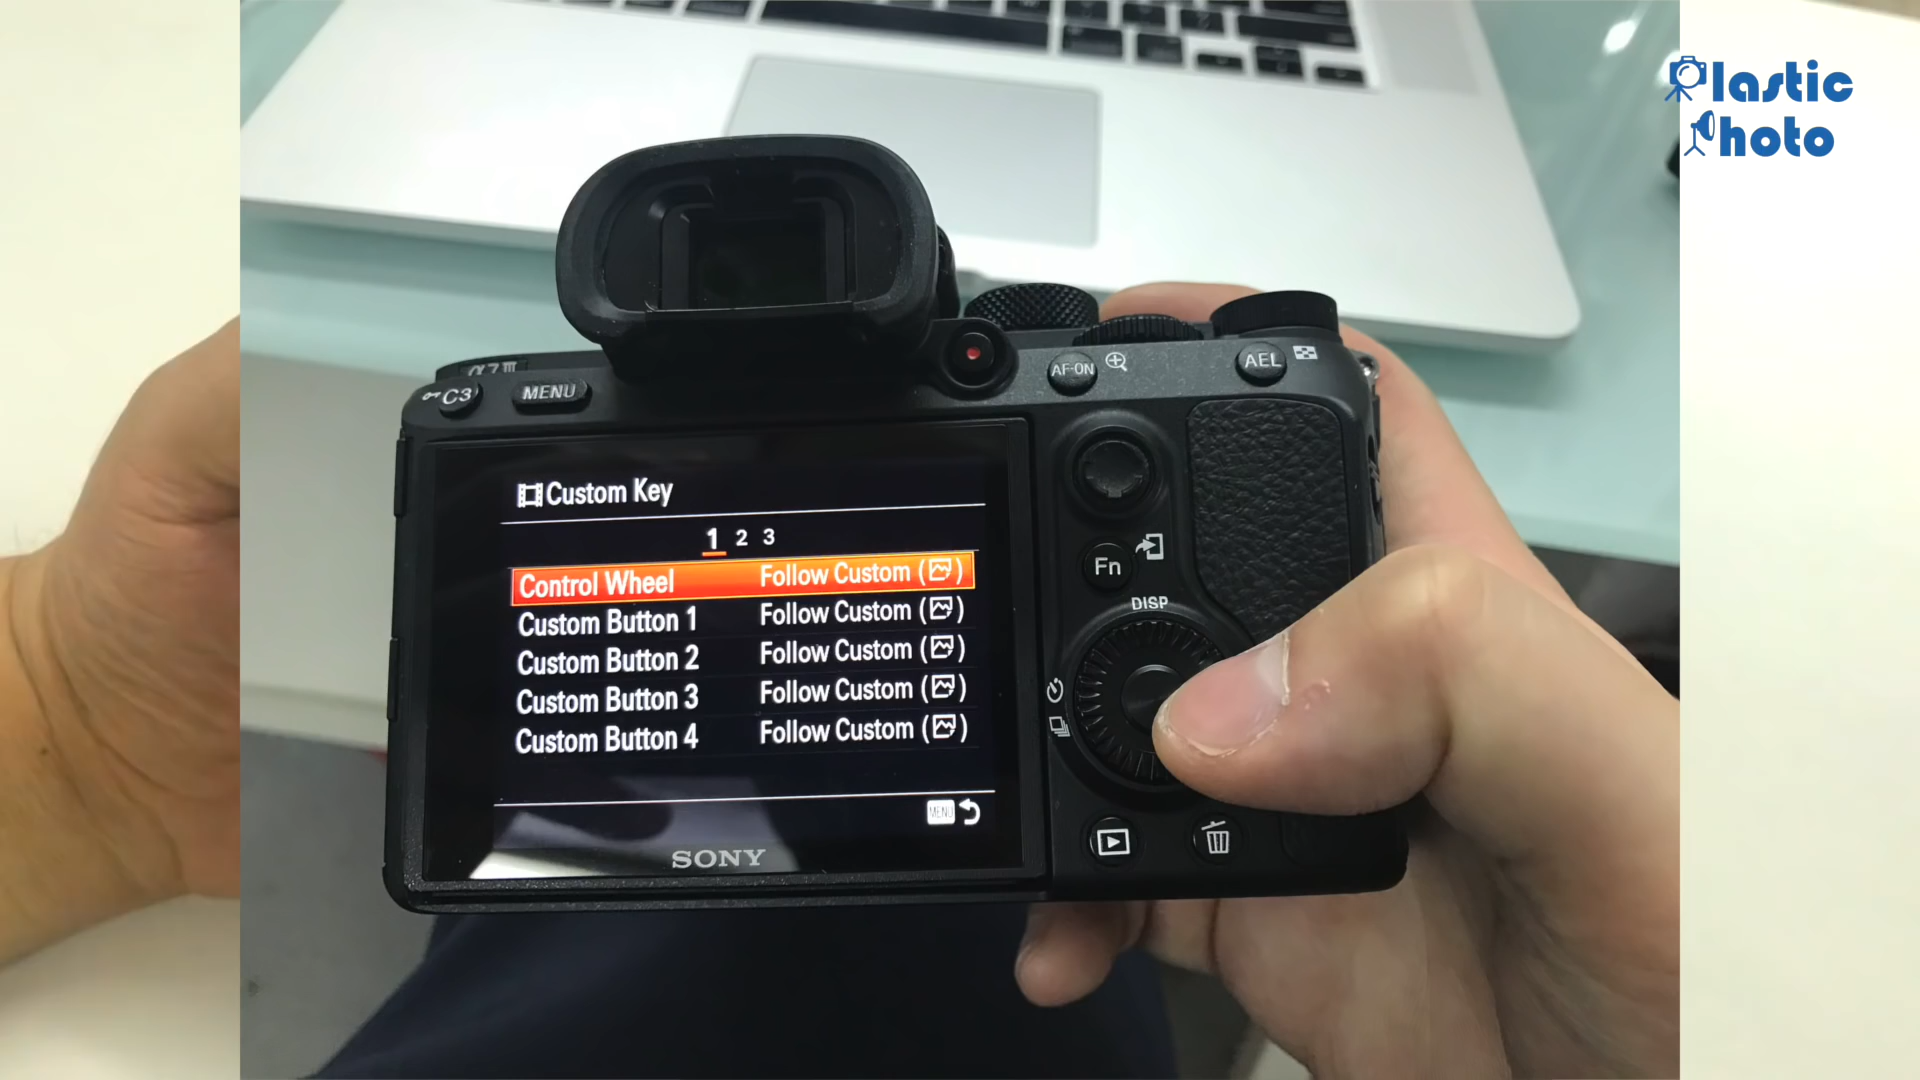 Plastic
Photo
α7III
C3
MENU
AF-ON
AEL
Custom Key
1 2 3
Control Wheel Follow Custom ( )
Custom Button 1 Follow Custom ( )
Custom Button 2 Follow Custom ( )
Custom Button 3 Follow Custom ( )
Custom Button 4 Follow Custom ( )
MENU
SONY
Fn
DISP